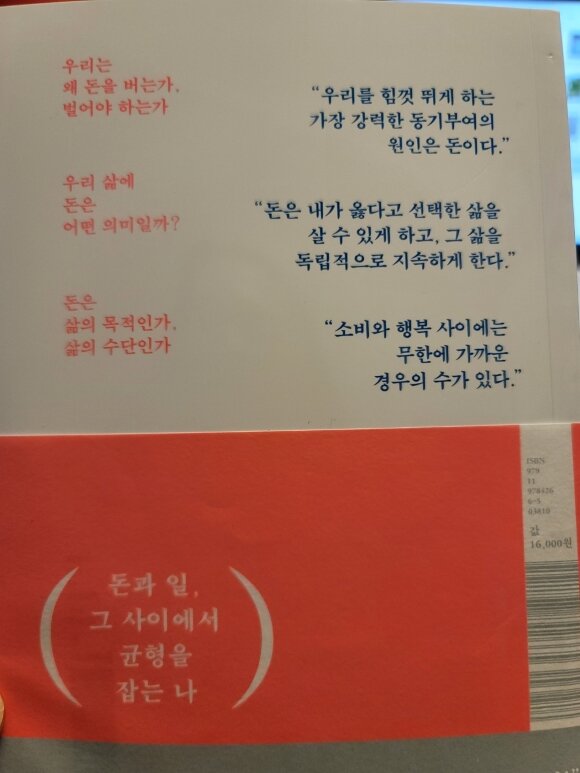 우리는
왜 돈을 버는가,
벌어야 하는가
“우리를 힘껏 뛰게 하는
가장 강력한 동기부여의
원인은 돈이다.”
우리 삶에
돈은
어떤 의미일까?
“돈은 내가 옳다고 선택한 삶을
살 수 있게 하고, 그 삶을
독립적으로 지속하게 한다.”
돈은
삶의 목적인가,
삶의 수단인가
“소비와 행복 사이에는
무한에 가까운
경우의 수가 있다.”
ISBN
979
11
978426
6-5
03810
값
16,000원
(돈과 일,
그 사이에서
균형을
잡는 나)